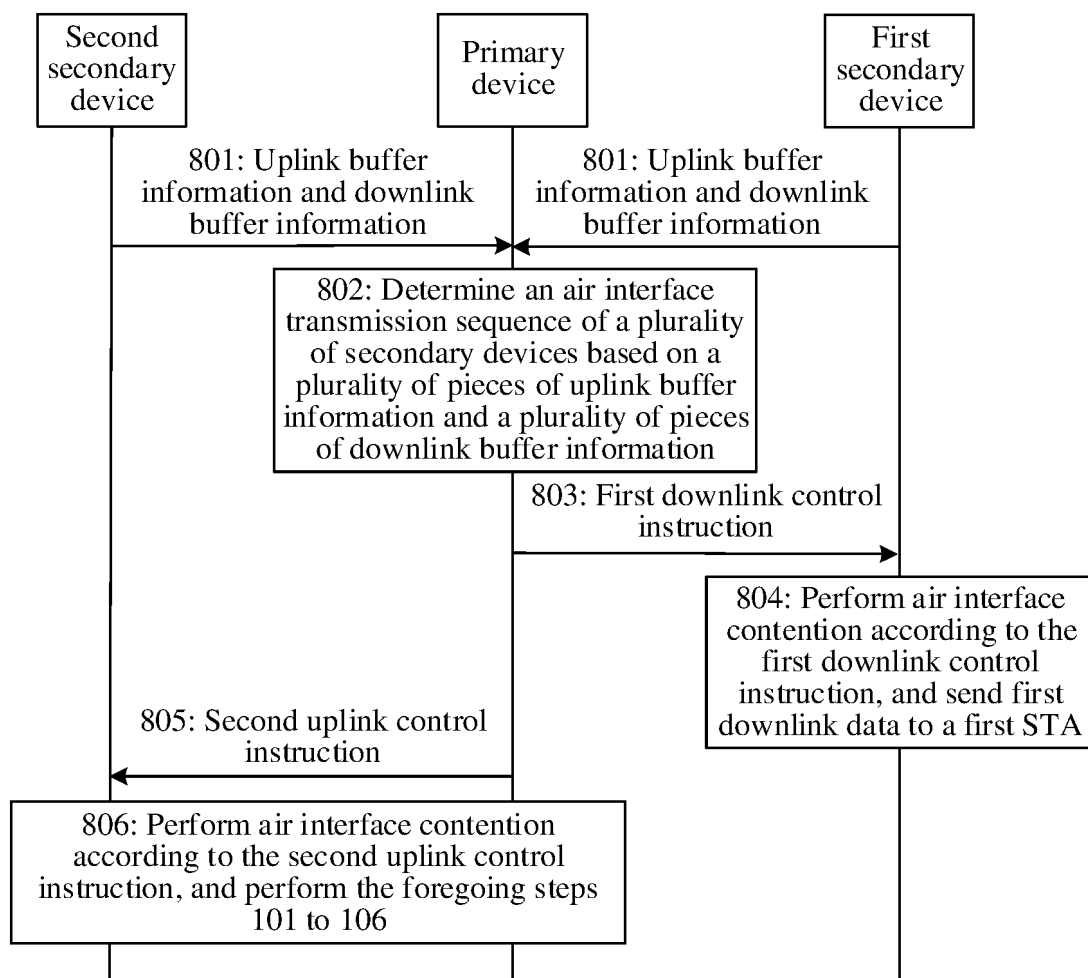 Second
secondary
device
Primary
device
First
secondary
device
801: Uplink buffer
information and downlink
buffer information
801: Uplink buffer
information and downlink
buffer information
802: Determine an air interface
transmission sequence of a plurality
of secondary devices based on a
plurality of pieces of uplink buffer
information and a plurality of pieces
of downlink buffer information
803: First downlink control
instruction
804: Perform air interface
contention according to the
first downlink control
instruction, and send first
downlink data to a first STA
805: Second uplink control
instruction
806: Perform air interface contention
according to the second uplink control
instruction, and perform the foregoing steps
101 to 106